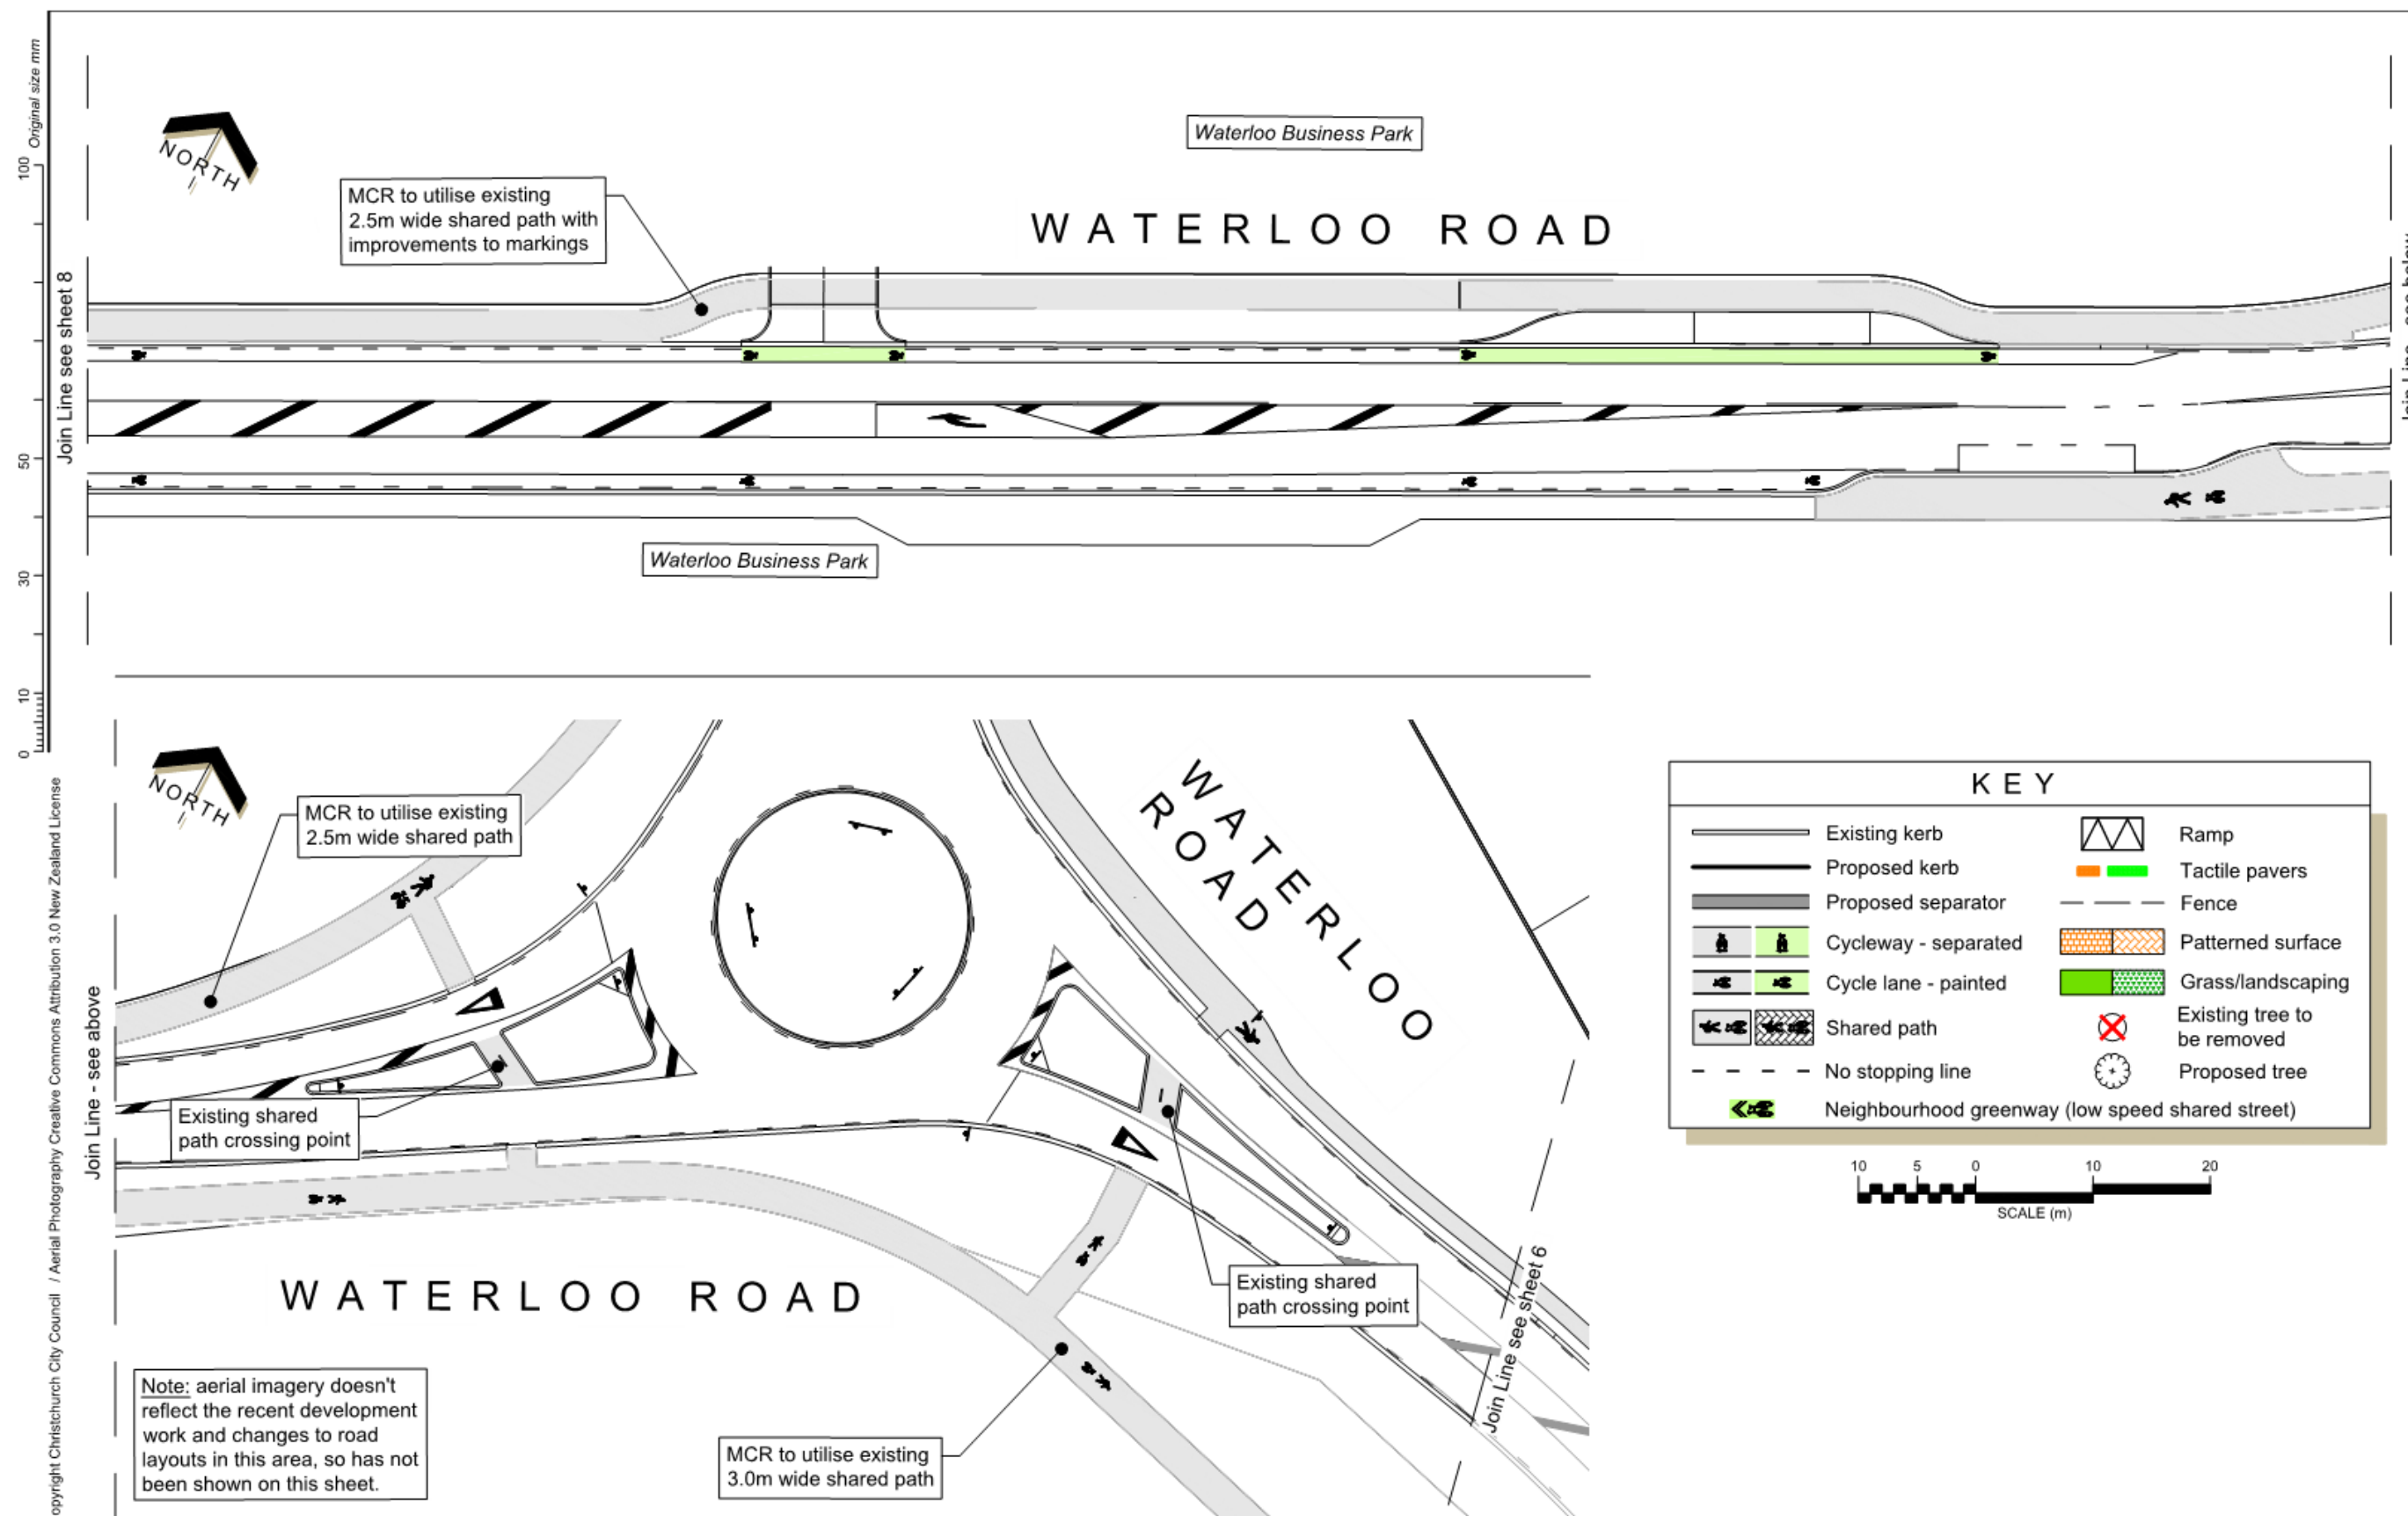 Original size mm
100
50
30
10
0
NORTH
Waterloo Business Park
MCR to utilise existing
2.5m wide shared path with
improvements to markings
WATERLOO ROAD
Join Line see sheet 8
Waterloo Business Park
NORTH
MCR to utilise existing
2.5m wide shared path
WATERLOO
ROAD
Join Line - see above
Existing shared
path crossing point
WATERLOO ROAD
Existing shared
path crossing point
Join Line see sheet 6
Note: aerial imagery doesn't
reflect the recent development
work and changes to road
layouts in this area, so has not
been shown on this sheet.
MCR to utilise existing
3.0m wide shared path
KEY
Existing kerb
Proposed kerb
Proposed separator
Cycleway - separated
Cycle lane - painted
Shared path
No stopping line
Neighbourhood greenway (low speed shared street)
Ramp
Tactile pavers
Fence
Patterned surface
Grass/landscaping
Existing tree to
be removed
Proposed tree
10 5 0 10 20
SCALE (m)
opyright Christchurch City Council / Aerial Photography Creative Commons Attribution 3.0 New Zealand License